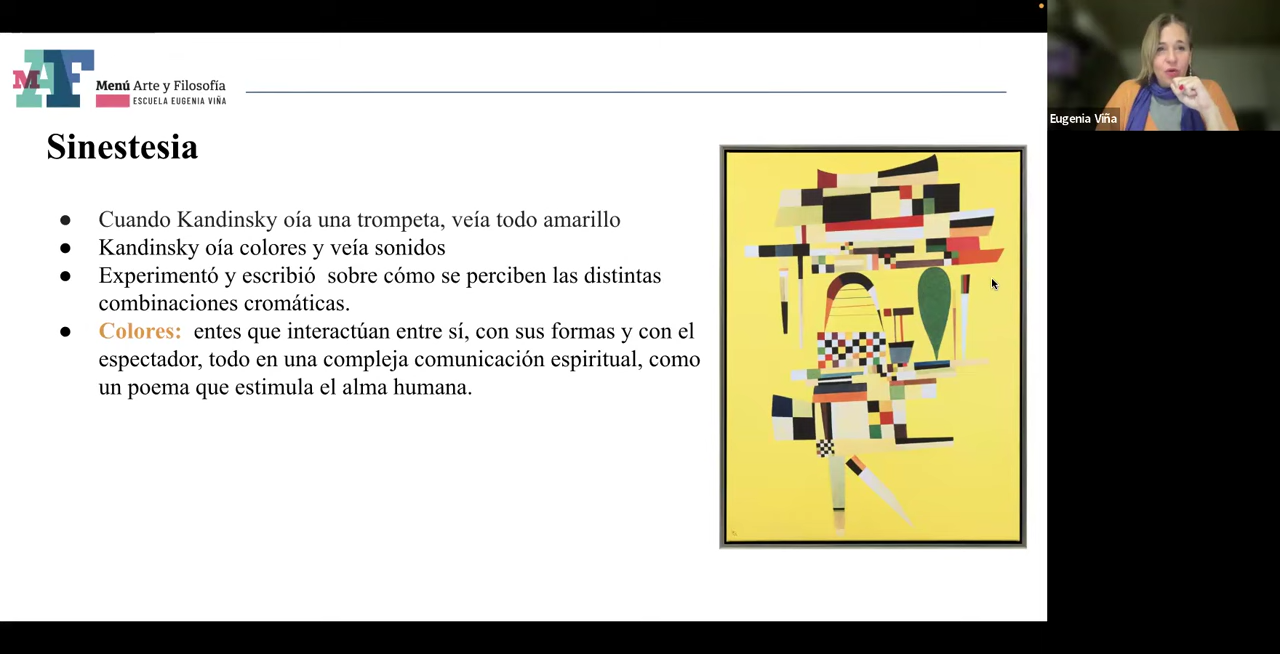 MAF
Menú Arte y Filosofía
ESCUELA EUGENIA VIÑA
Eugenia Viña
Sinestesia
● Cuando Kandinsky oía una trompeta, veía todo amarillo
● Kandinsky oía colores y veía sonidos
● Experimentó y escribió sobre cómo se perciben las distintas
combinaciones cromáticas.
● Colores: entes que interactúan entre sí, con sus formas y con el
espectador, todo en una compleja comunicación espiritual, como
un poema que estimula el alma humana.